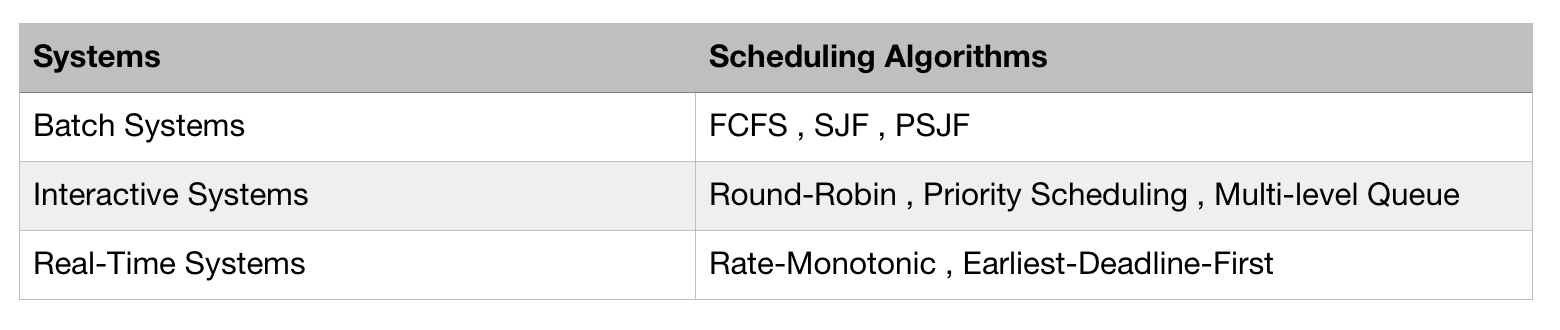 Systems Scheduling Algorithms
Batch Systems FCFS , SJF , PSJF
Interactive Systems Round-Robin , Priority Scheduling , Multi-level Queue
Real-Time Systems Rate-Monotonic , Earliest-Deadline-First